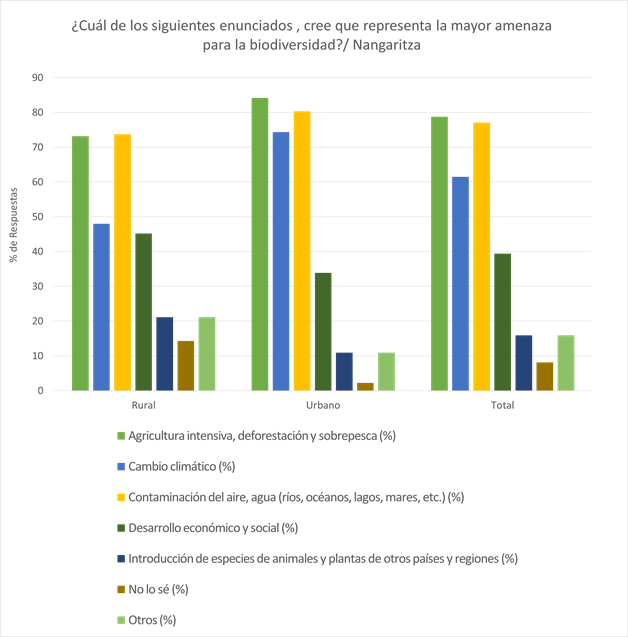 ¿Cuál de los siguientes enunciados , cree que representa la mayor amenaza
para la biodiversidad?/ Nangaritza
90
80
70
60
50
40
30
20
10
0
% de Respuestas
Rural Urbano Total
Agricultura intensiva, deforestación y sobrepesca (%)
Cambio climático (%)
Contaminación del aire, agua (ríos, océanos, lagos, mares, etc.) (%)
Desarrollo económico y social (%)
Introducción de especies de animales y plantas de otros países y regiones (%)
No lo sé (%)
Otros (%)